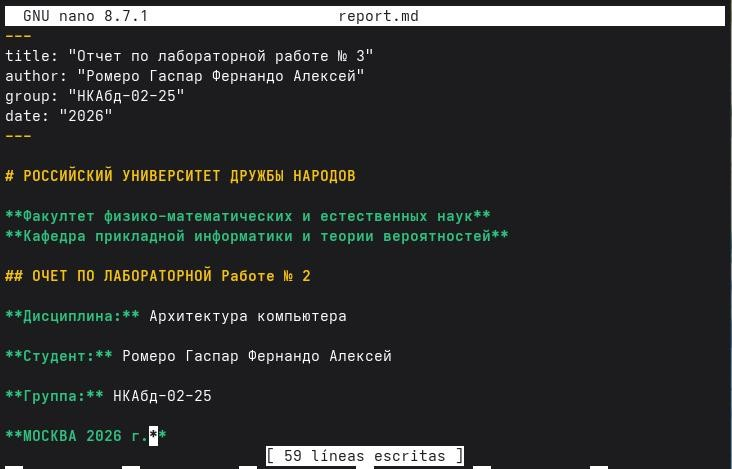 GNU nano 8.7.1 report.md
---
title: "Отчет по лабораторной работе № 3"
author: "Ромеро Гаспар Фернандо Алексей"
group: "НКАбд-02-25"
date: "2026"
---
# РОССИЙСКИЙ УНИВЕРСИТЕТ ДРУЖБЫ НАРОДОВ
**Факултет физико-математических и естественных наук**
**Кафедра прикладной информатики и теории вероятностей**
## ОЧЕТ ПО ЛАБОРАТОРНОЙ Работе № 2
**Дисциплина:** Архитектура компьютера
**Студент:** Ромеро Гаспар Фернандо Алексей
**Группа:** НКАбд-02-25
**МОСКВА 2026 г.**
[ 59 líneas escritas ]